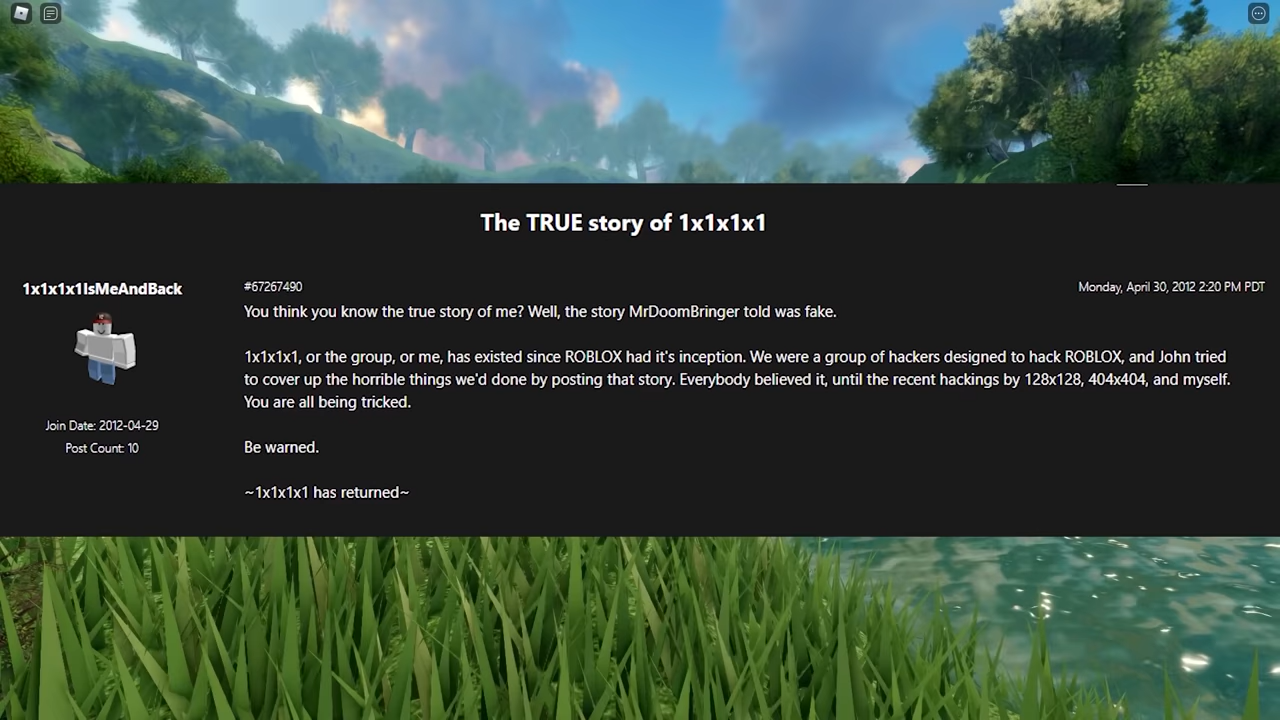 The TRUE story of 1x1x1x1
1x1x1x1IsMeAndBack
Join Date: 2012-04-29
Post Count: 10
#67267490
Monday, April 30, 2012 2:20 PM PDT
You think you know the true story of me? Well, the story MrDoomBringer told was fake.
1x1x1x1, or the group, or me, has existed since ROBLOX had it's inception. We were a group of hackers designed to hack ROBLOX, and John tried
to cover up the horrible things we'd done by posting that story. Everybody believed it, until the recent hackings by 128x128, 404x404, and myself.
You are all being tricked.
Be warned.
~1x1x1x1 has returned~